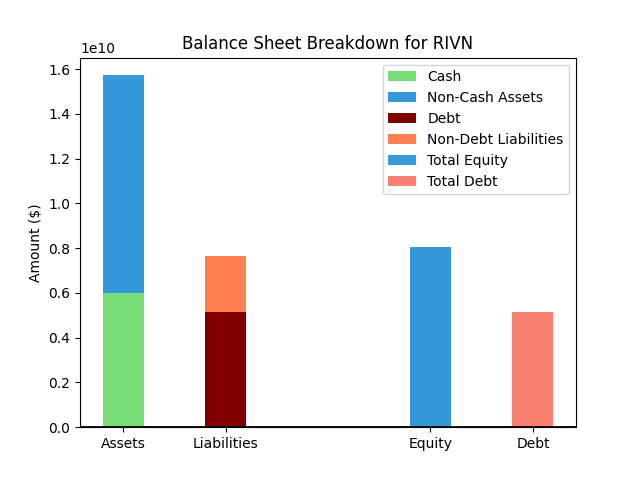 Balance Sheet Breakdown for RIVN
1e10
1.6
1.4
1.2
1.0
0.8
0.6
0.4
0.2
0.0
Amount ($)
Cash
Non-Cash Assets
Debt
Non-Debt Liabilities
Total Equity
Total Debt
Assets
Liabilities
Equity
Debt